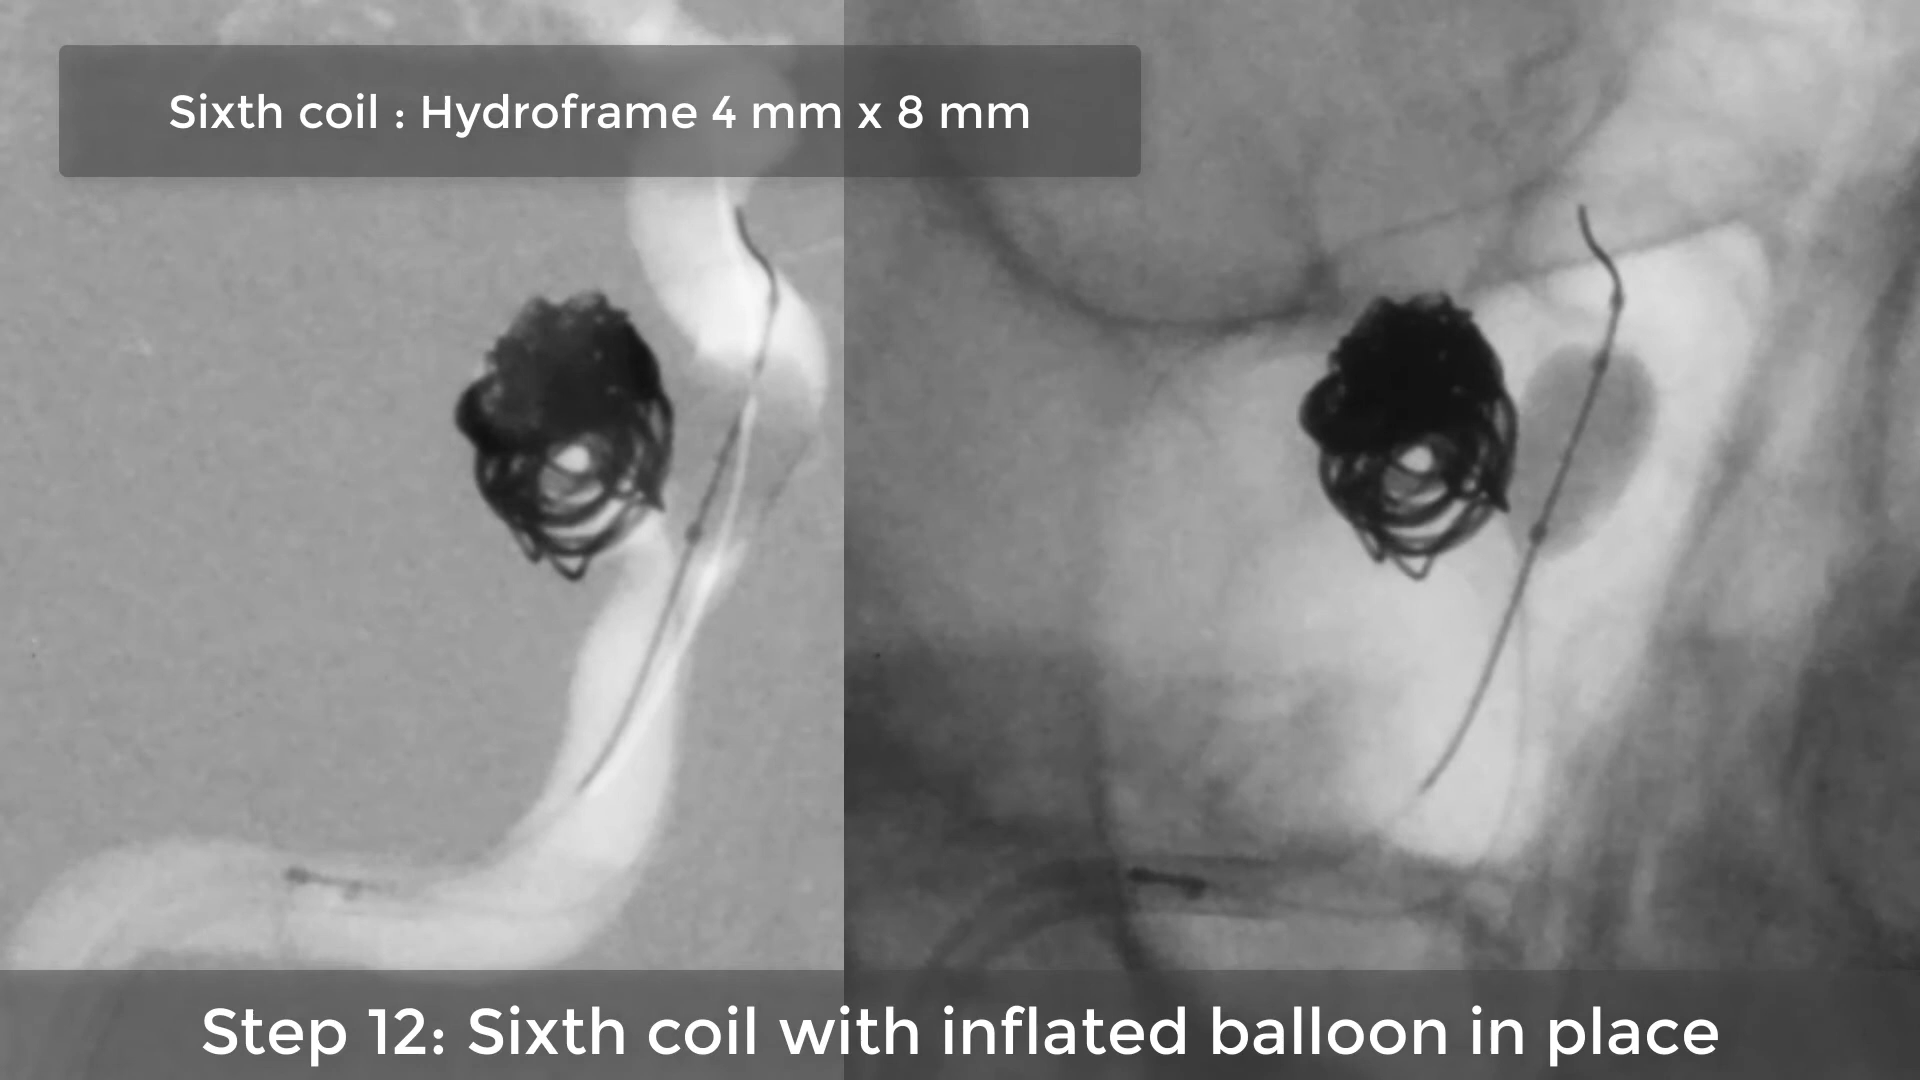 Sixth coil : Hydroframe 4 mm x 8 mm
Step 12: Sixth coil with inflated balloon in place